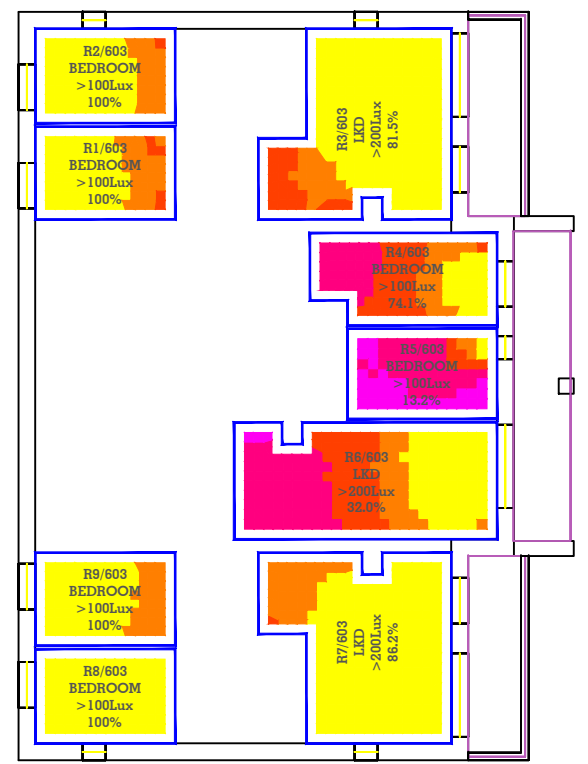 R2/603
BEDROOM
>100Lux
100%
R1/603
BEDROOM
>100Lux
100%
R3/603
LKD
>200Lux
81.5%
R4/603
BEDROOM
>100Lux
74.1%
R5/603
BEDROOM
>100Lux
13.2%
R6/603
LKD
>200Lux
32.0%
R9/603
BEDROOM
>100Lux
100%
R7/603
LKD
>200Lux
86.2%
R8/603
BEDROOM
>100Lux
100%